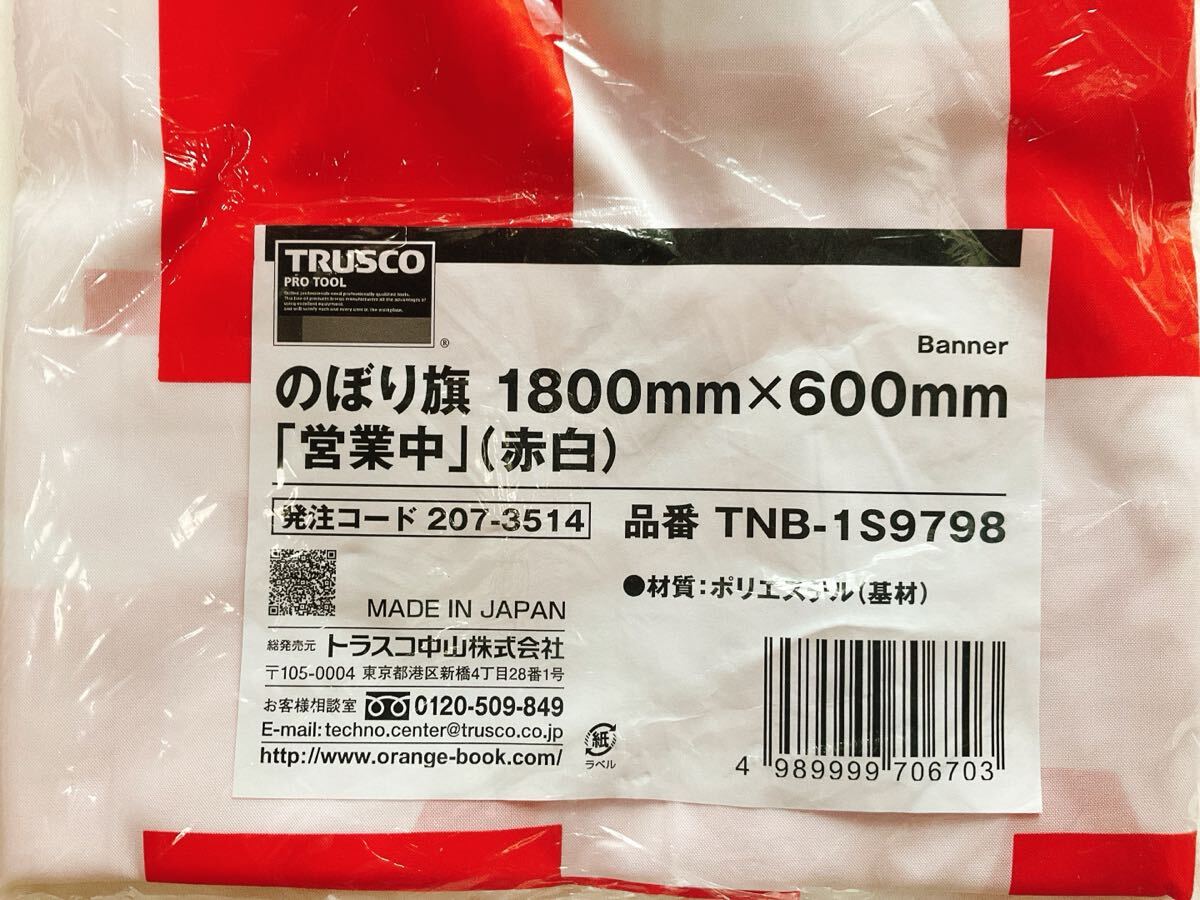 TRUSCO
PRO TOOL
®
Banner
のぼり旗 1800mm×600mm
「営業中」(赤白)
発注コード 207-3514
品番 TNB-1S9798
●材質:ポリエステル(基材)
MADE IN JAPAN
総発売元 トラスコ中山株式会社
〒105-0004 東京都港区新橋4丁目28番1号
お客様相談室 0120-509-849
E-mail:techno.center@trusco.co.jp
http://www.orange-book.com/
紙
ラベル
4 989999 706703